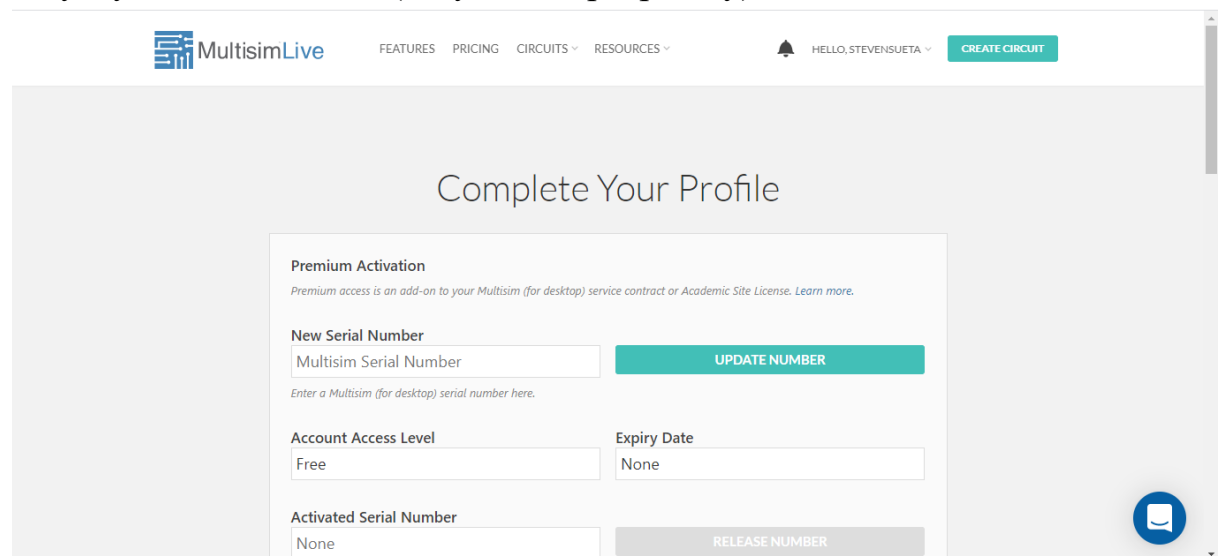 MultisimLive FEATURES PRICING CIRCUITS RESOURCES HELLO, STEVENSUETA CREATE CIRCUIT
Complete Your Profile
Premium Activation
Premium access is an add-on to your Multisim (for desktop) service contract or Academic Site License. Learn more.
New Serial Number
Multisim Serial Number UPDATE NUMBER
Enter a Multisim (for desktop) serial number here.
Account Access Level Expiry Date
Free None
Activated Serial Number
None RELEASE NUMBER